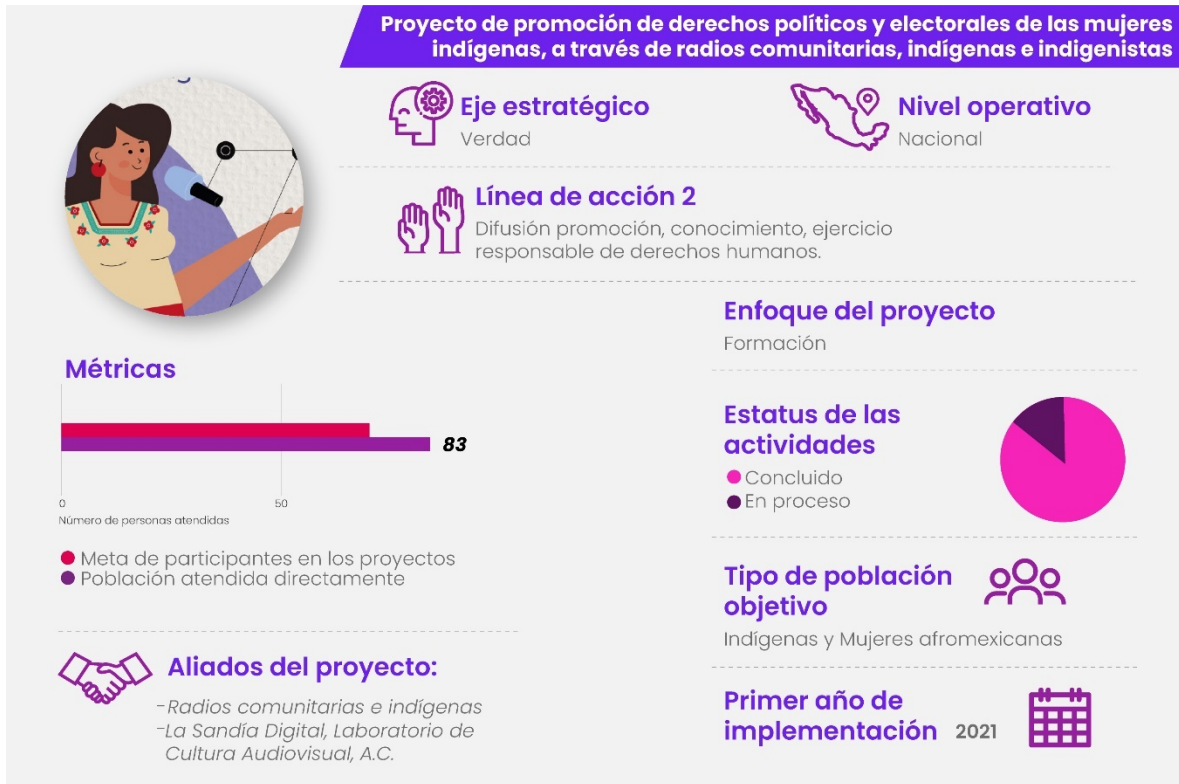 Proyecto de promoción de derechos políticos y electorales de las mujeres
indígenas, a través de radios comunitarias, indígenas e indigenistas
Eje estratégico
Verdad
Nivel operativo
Nacional
Línea de acción 2
Difusión promoción, conocimiento, ejercicio
responsable de derechos humanos.
Enfoque del proyecto
Formación
Métricas
83
0
50
Número de personas atendidas
Meta de participantes en los proyectos
Población atendida directamente
Estatus de las
actividades
Concluido
En proceso
Tipo de población
objetivo
Indígenas y Mujeres afromexicanas
Aliados del proyecto:
-Radios comunitarias e indígenas
-La Sandía Digital, Laboratorio de
Cultura Audiovisual, A.C.
Primer año de
implementación 2021